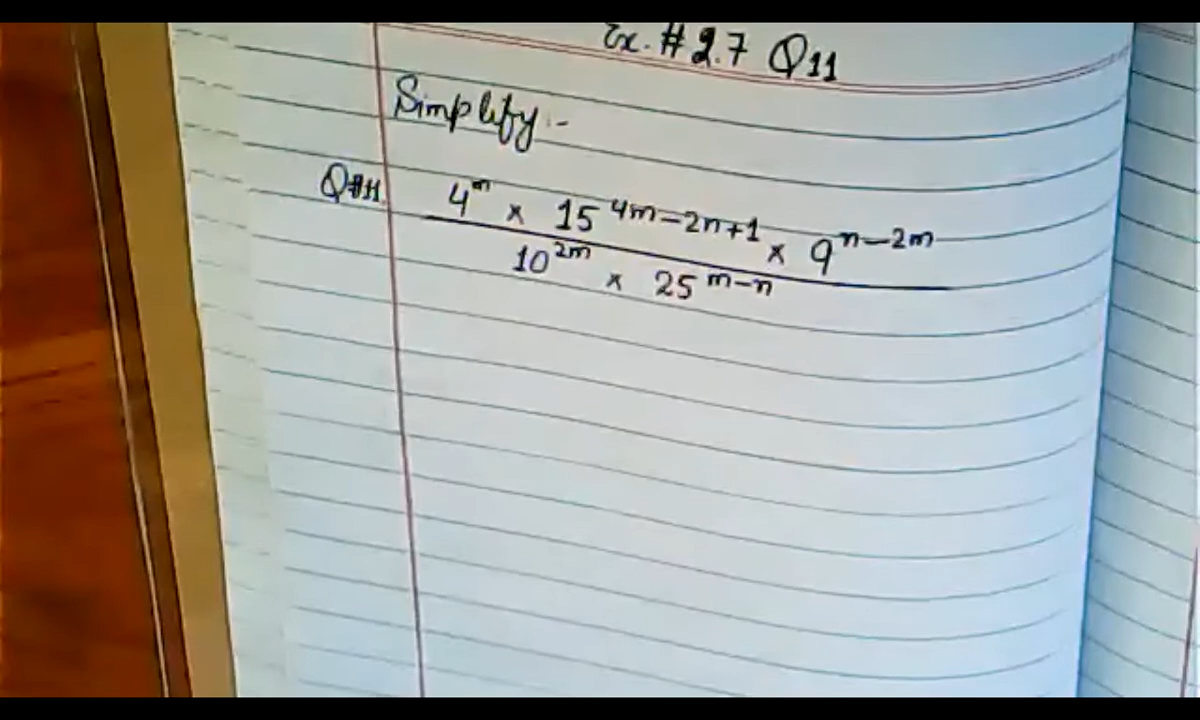 Ex. # 2.7 Q11
Simplify:-
Q#11 4^m × 15^{4m-2n+1} × 9^{n-2m}
10^{2m} × 25^{m-n}